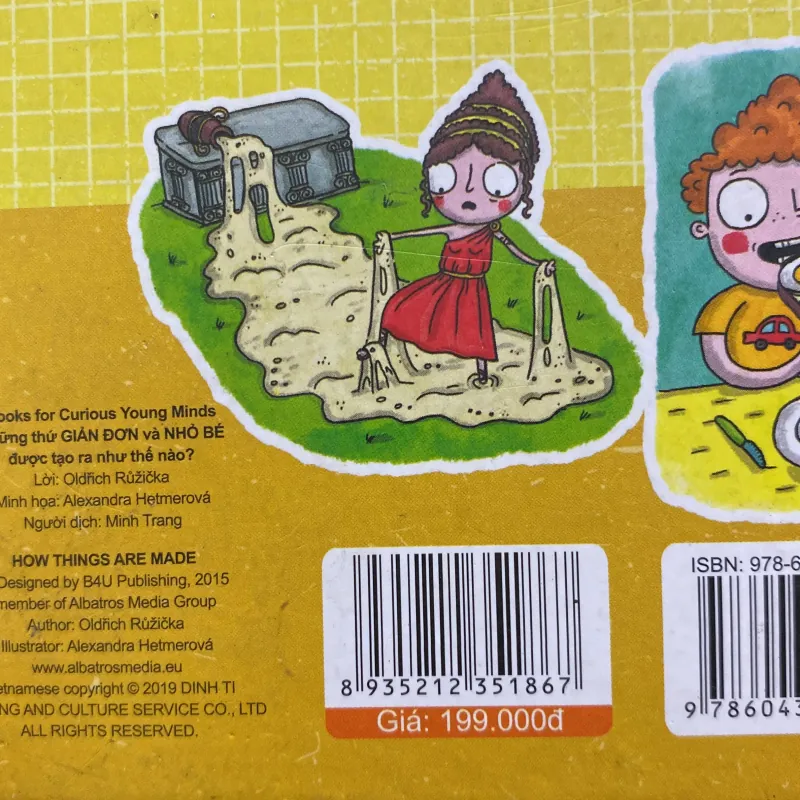 ooks for Curious Young Minds
ững thứ GIẢN ĐƠN và NHỎ BÉ
được tạo ra như thế nào?
Lời: Oldřich Růžička
Minh họa: Alexandra Hetmerová
Người dịch: Minh Trang
HOW THINGS ARE MADE
Designed by B4U Publishing, 2015
member of Albatros Media Group
Author: Oldřich Růžička
Illustrator: Alexandra Hetmerová
www.albatrosmedia.eu
etnamese copyright © 2019 DINH TI
NG AND CULTURE SERVICE CO., LTD
ALL RIGHTS RESERVED.
8 935212 351867
Giá: 199.000đ
ISBN: 978-6
9 786043